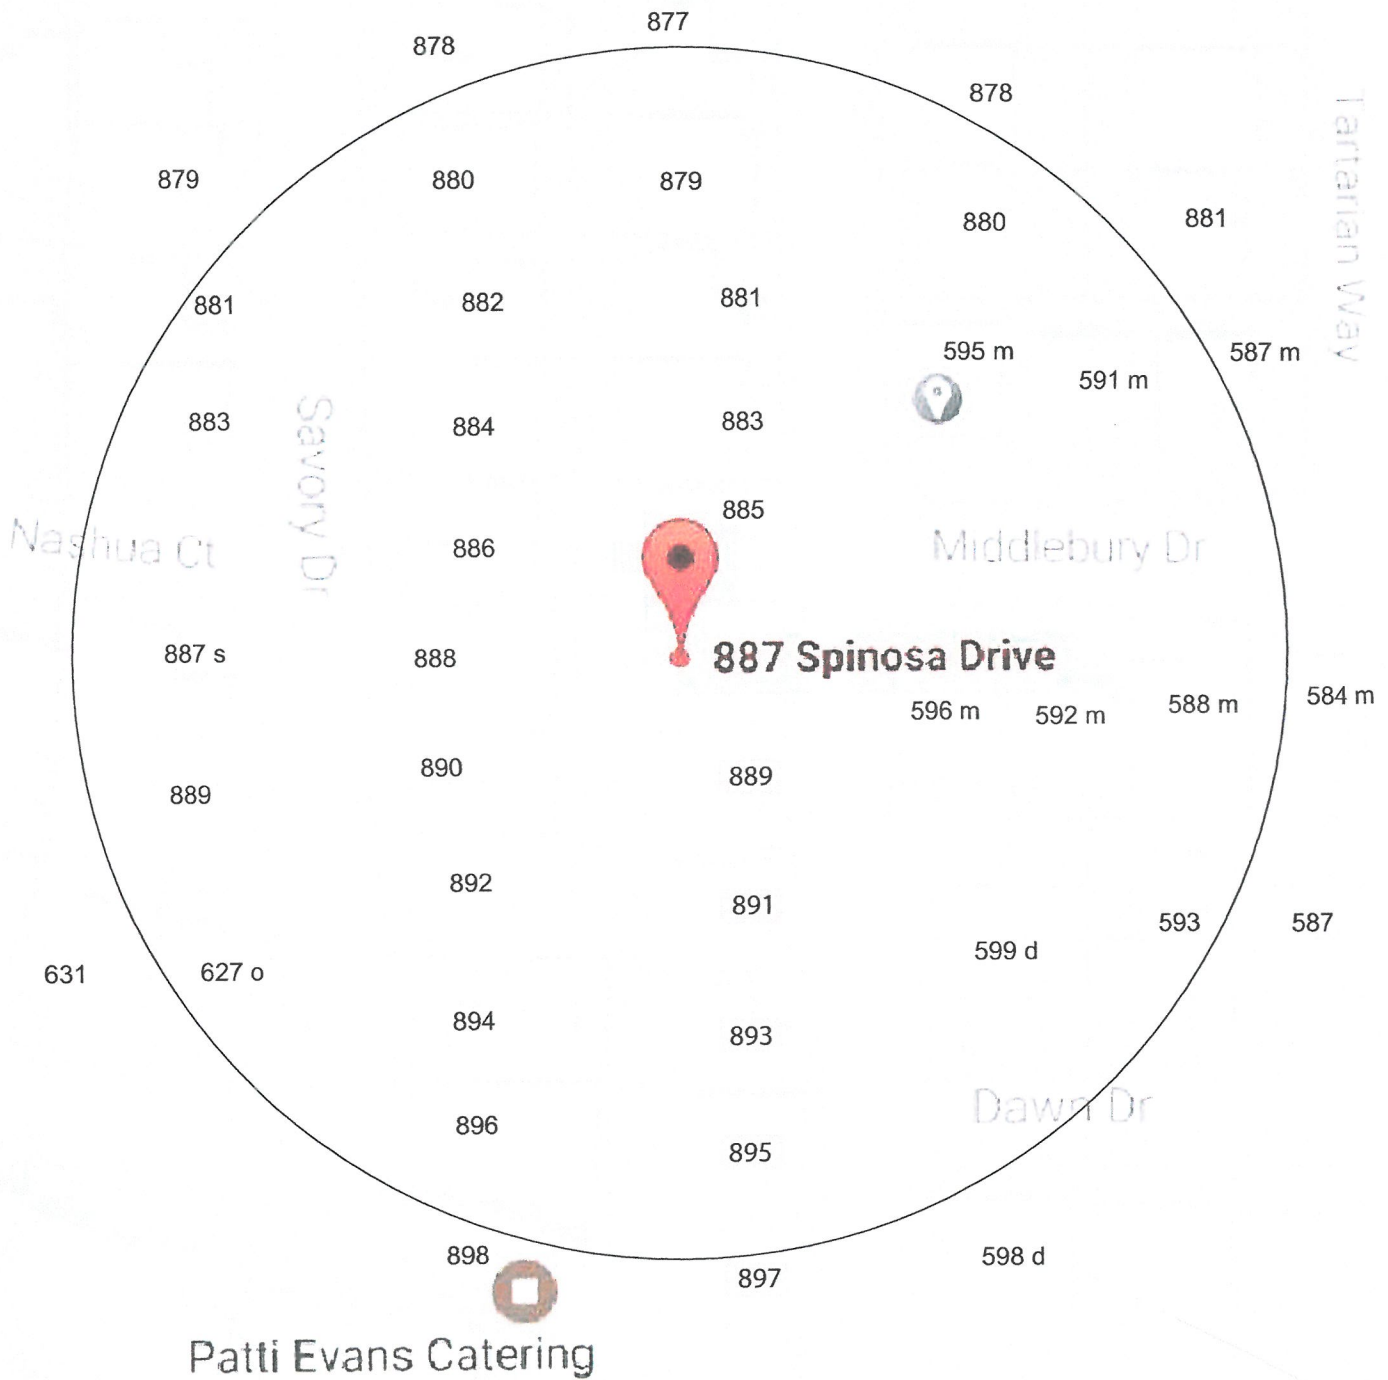 877
878
878
Tartarian Way
879
880
879
880
881
881
882
881
595 m
587 m
591 m
883
Savory Dr
884
883
885
Nashua Ct
886
Middlebury Dr
887 s
888
887 Spinosa Drive
596 m
592 m
588 m
584 m
890
889
889
892
891
593
587
599 d
631
627 o
894
893
Dawn Dr
896
895
898
897
598 d
Patti Evans Catering